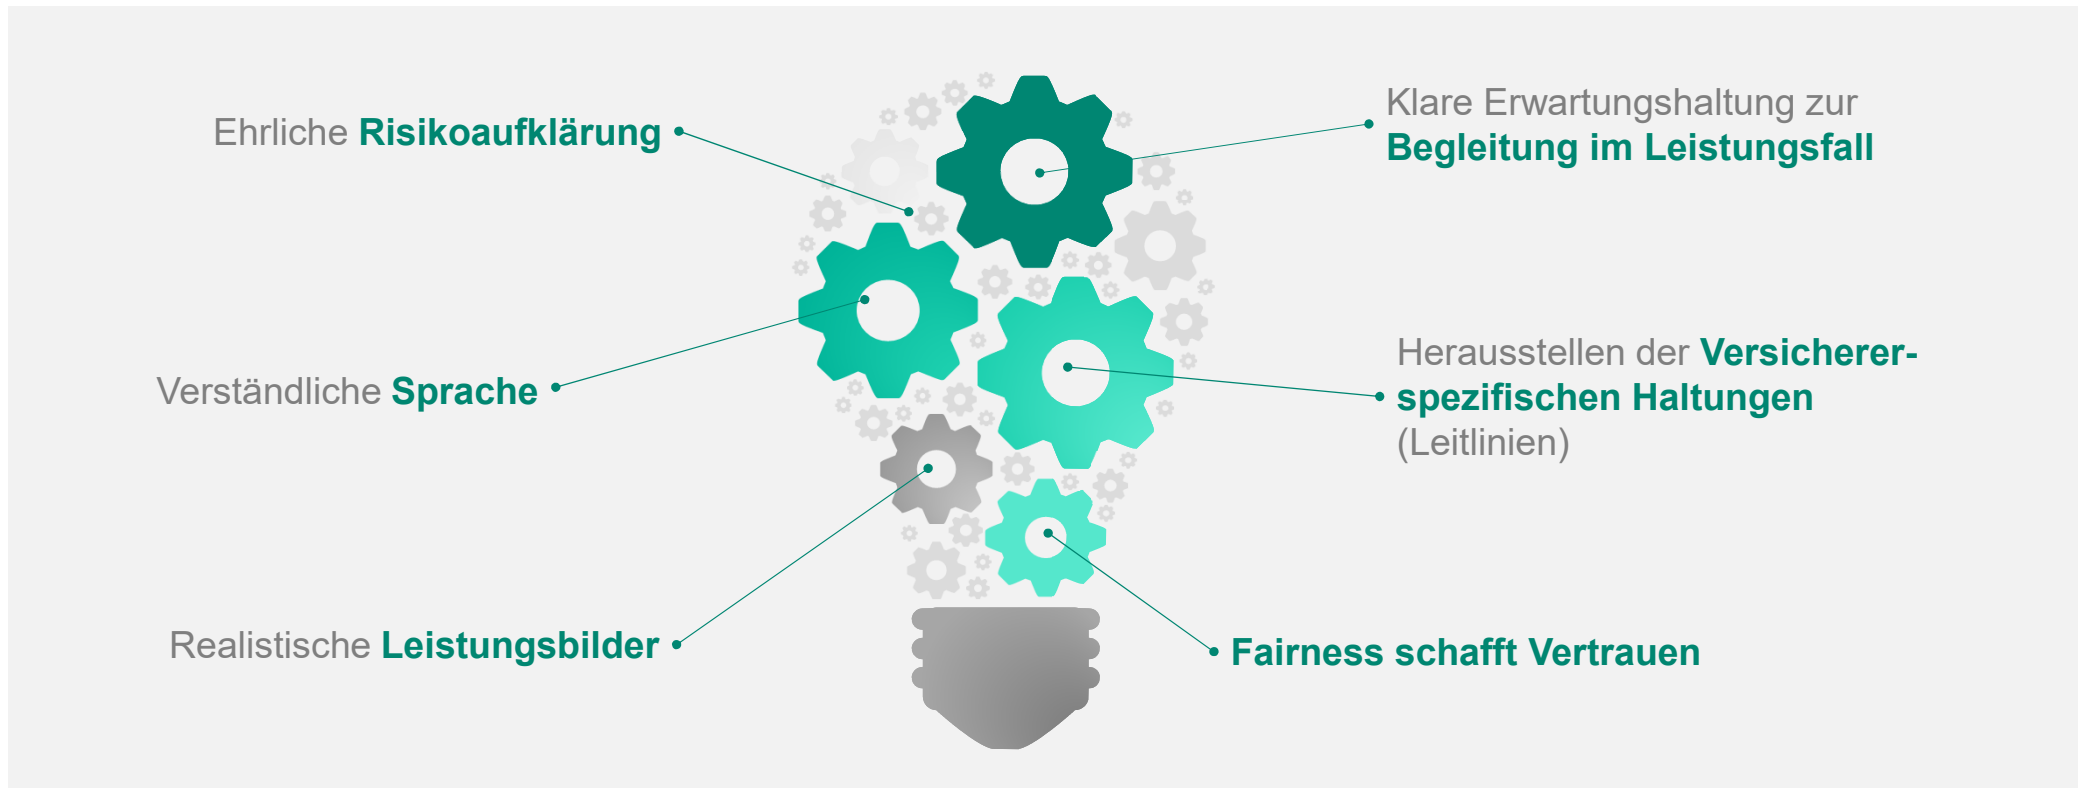 Ehrliche Risikoaufklärung
Verständliche Sprache
Realistische Leistungsbilder
Klare Erwartungshaltung zur
Begleitung im Leistungsfall
Herausstellen der Versicherer-
spezifischen Haltungen
(Leitlinien)
Fairness schafft Vertrauen